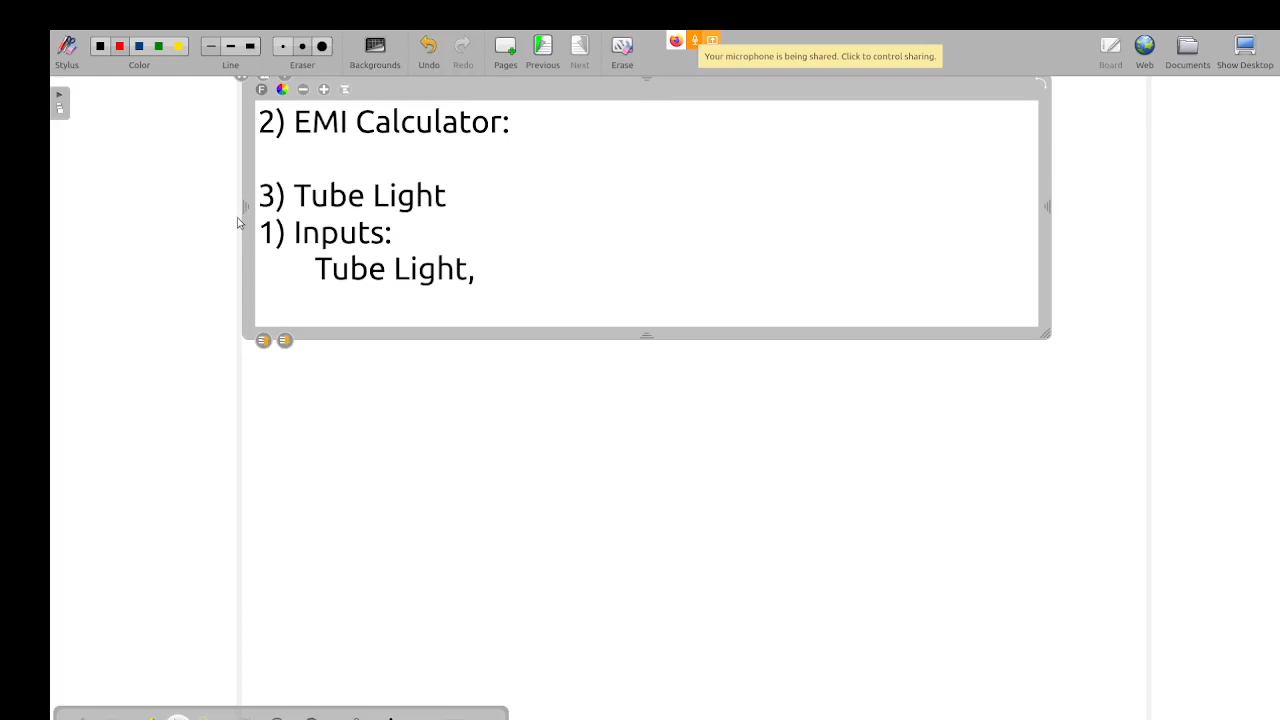 Stylus
Color
Line
Eraser
Backgrounds
Undo
Redo
Pages
Previous
Next
Erase
Your microphone is being shared. Click to control sharing.
Board
Web
Documents
Show Desktop
F
2) EMI Calculator:
3) Tube Light
1) Inputs:
Tube Light,